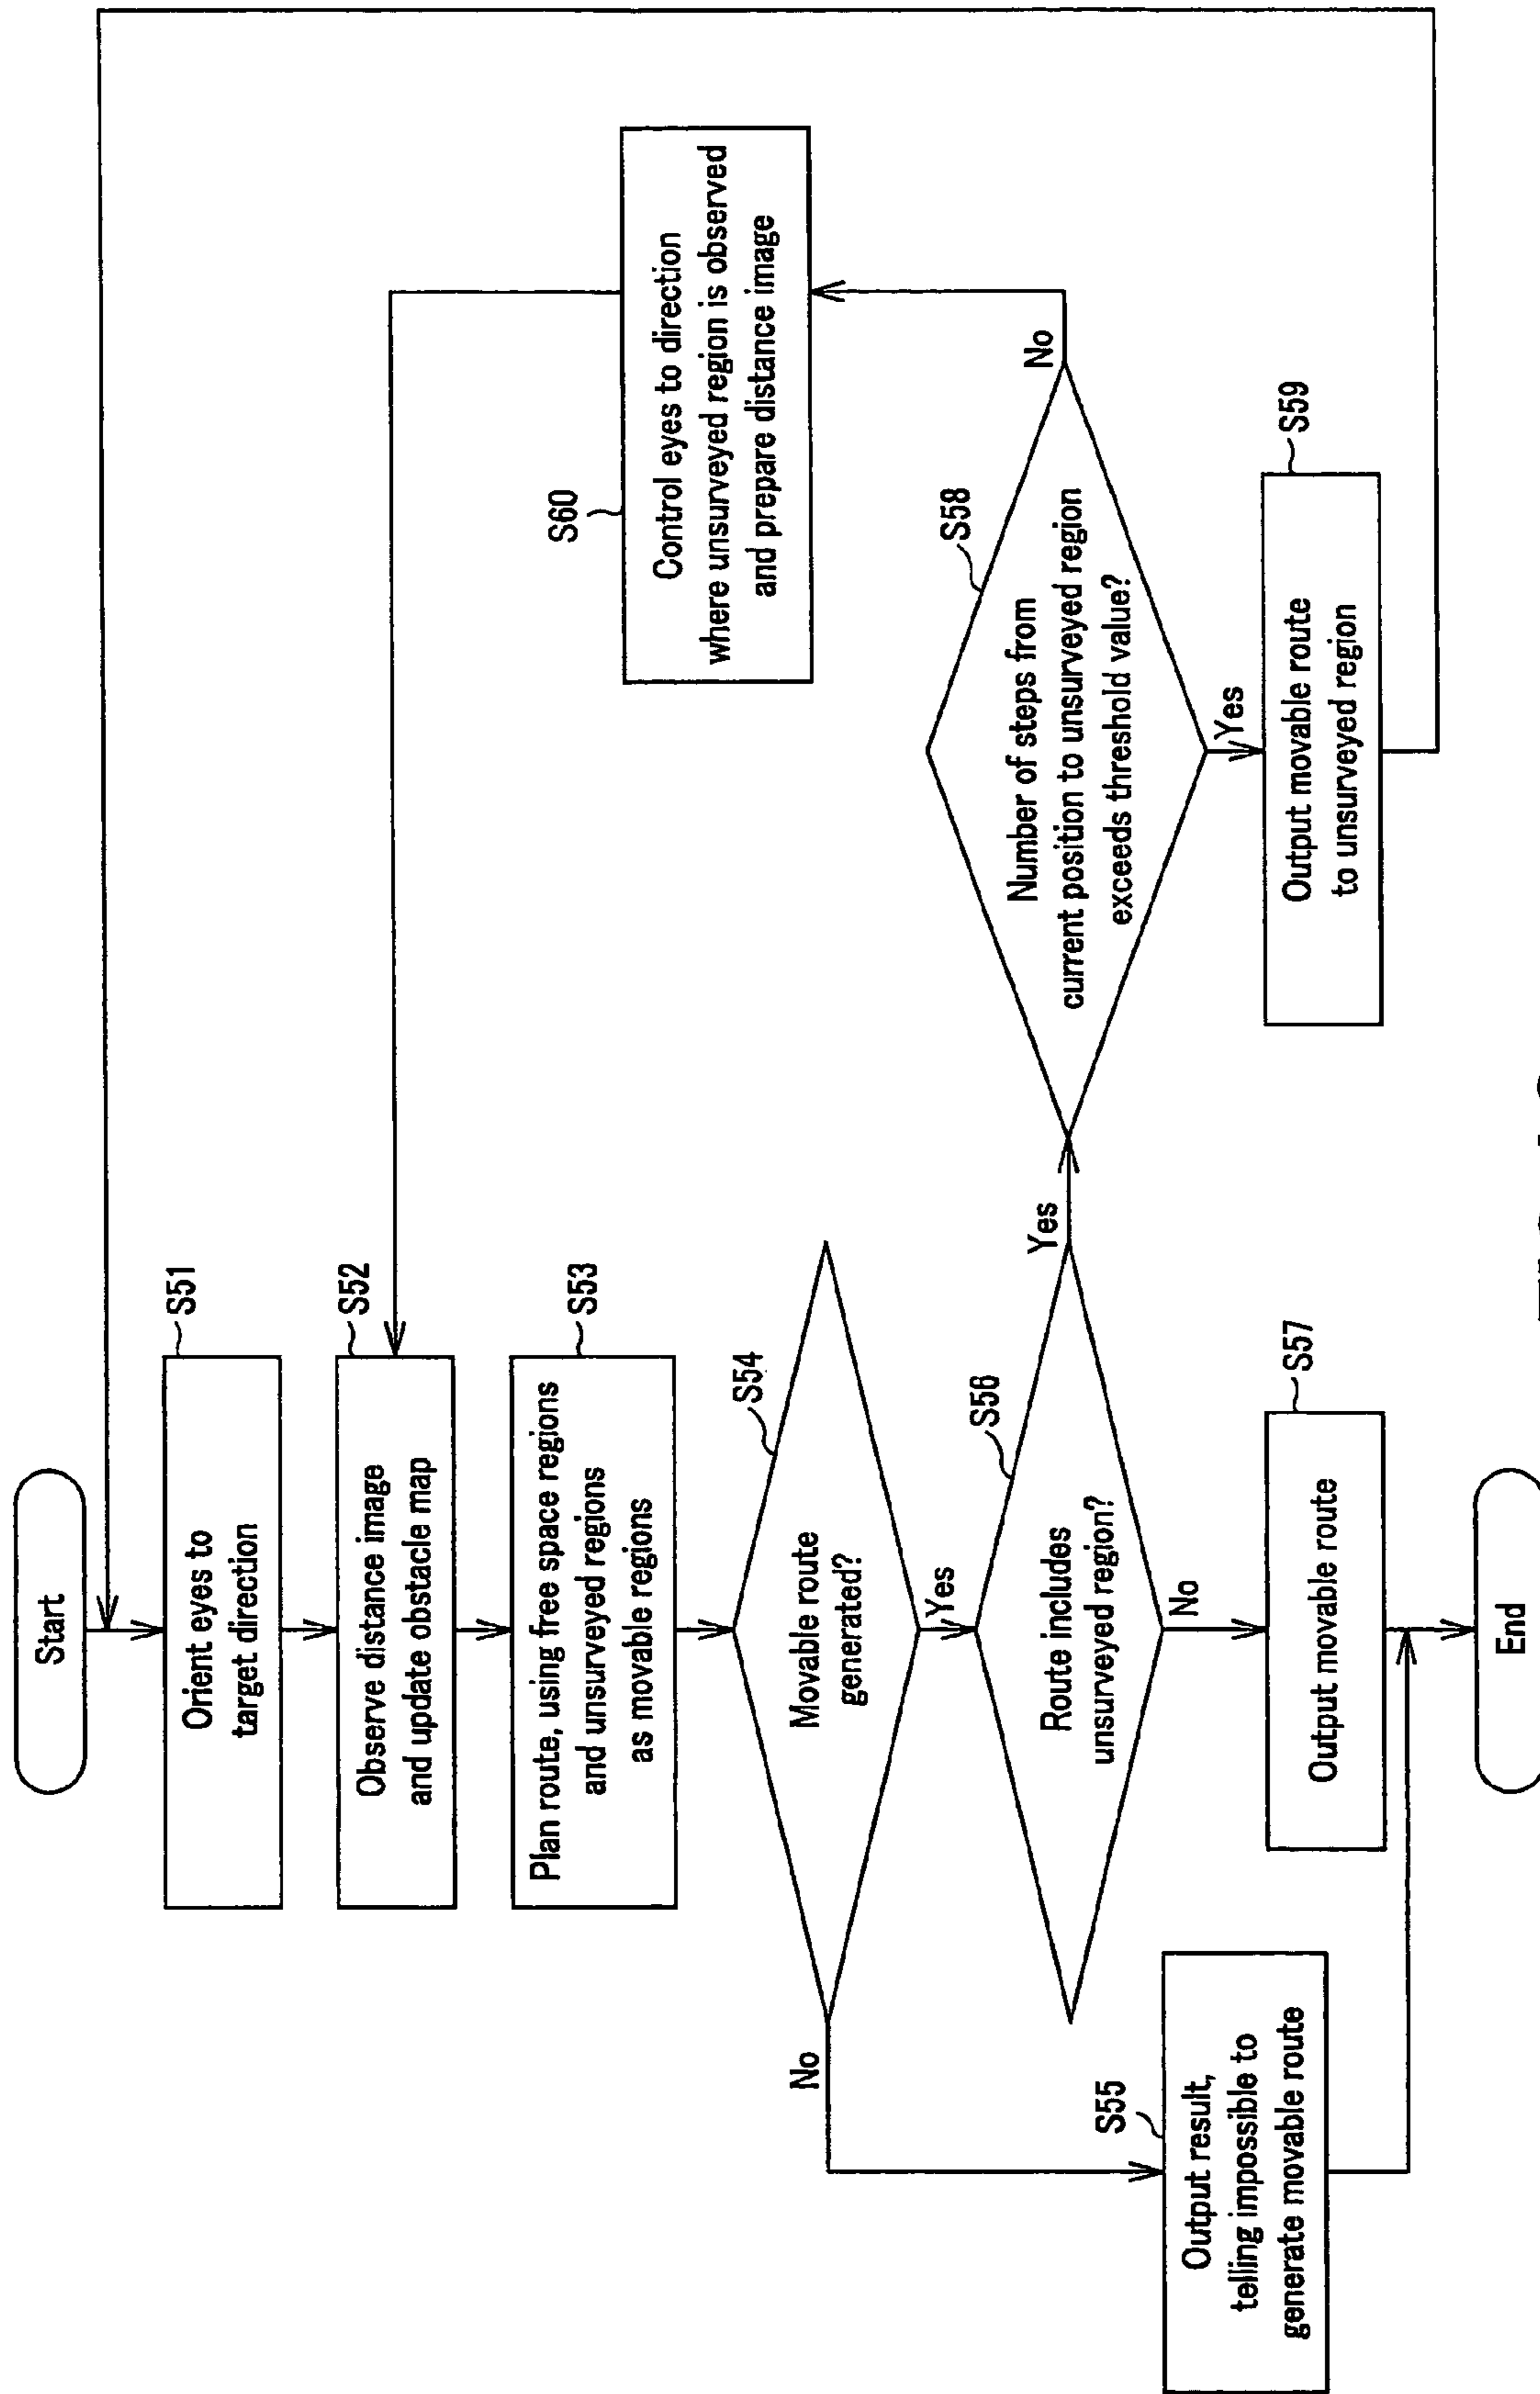 Start
S51
Orient eyes to
target direction
S52
Observe distance image
and update obstacle map
S53
Plan route, using free space regions
and unsurveyed regions
as movable regions
S54
Movable route
generated?
No
Yes
S55
Output result,
telling impossible to
generate movable route
S56
Route includes
unsurveyed region?
Yes
No
S57
Output movable route
End
S58
Number of steps from
current position to unsurveyed region
exceeds threshold value?
No
Yes
S59
Output movable route
to unsurveyed region
S60
Control eyes to direction
where unsurveyed region is observed
and prepare distance image